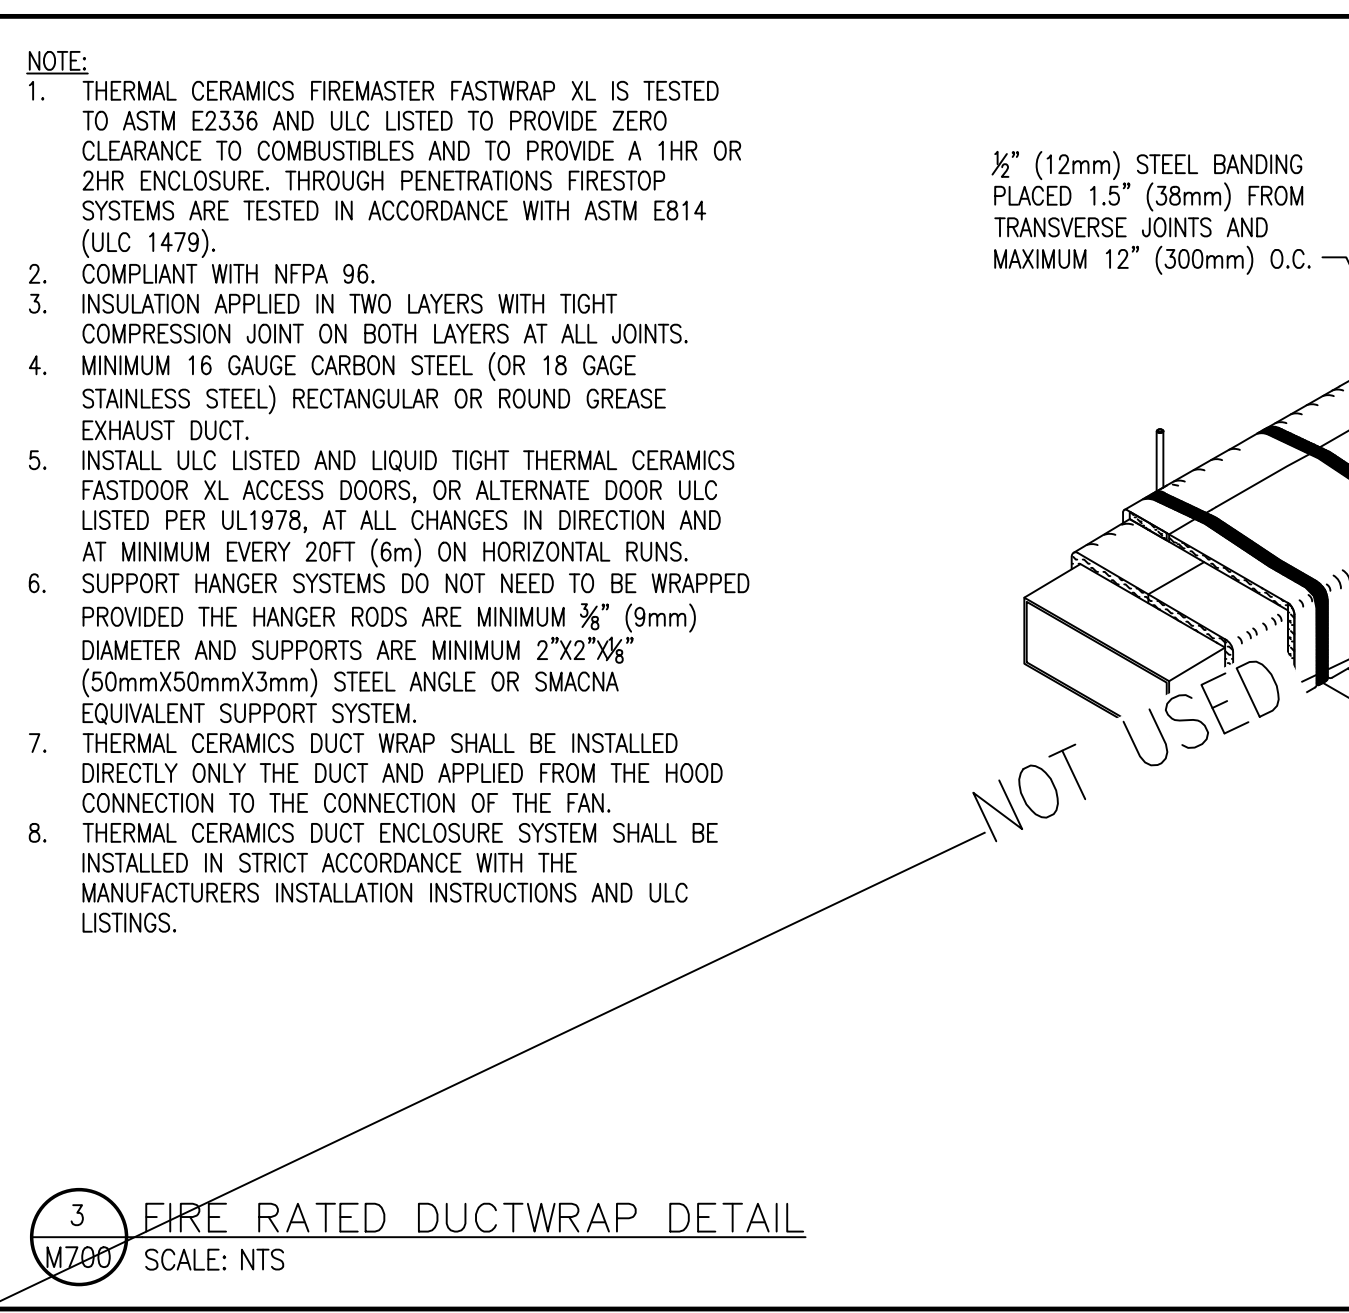 NOTE:
1. THERMAL CERAMICS FIREMASTER FASTWRAP XL IS TESTED
TO ASTM E2336 AND ULC LISTED TO PROVIDE ZERO
CLEARANCE TO COMBUSTIBLES AND TO PROVIDE A 1HR OR
2HR ENCLOSURE. THROUGH PENETRATIONS FIRESTOP
SYSTEMS ARE TESTED IN ACCORDANCE WITH ASTM E814
(ULC 1479).
2. COMPLIANT WITH NFPA 96.
3. INSULATION APPLIED IN TWO LAYERS WITH TIGHT
COMPRESSION JOINT ON BOTH LAYERS AT ALL JOINTS.
4. MINIMUM 16 GAUGE CARBON STEEL (OR 18 GAGE
STAINLESS STEEL) RECTANGULAR OR ROUND GREASE
EXHAUST DUCT.
5. INSTALL ULC LISTED AND LIQUID TIGHT THERMAL CERAMICS
FASTDOOR XL ACCESS DOORS, OR ALTERNATE DOOR ULC
LISTED PER UL1978, AT ALL CHANGES IN DIRECTION AND
AT MINIMUM EVERY 20FT (6m) ON HORIZONTAL RUNS.
6. SUPPORT HANGER SYSTEMS DO NOT NEED TO BE WRAPPED
PROVIDED THE HANGER RODS ARE MINIMUM ⅜" (9mm)
DIAMETER AND SUPPORTS ARE MINIMUM 2"X2"X⅛"
(50mmX50mmX3mm) STEEL ANGLE OR SMACNA
EQUIVALENT SUPPORT SYSTEM.
7. THERMAL CERAMICS DUCT WRAP SHALL BE INSTALLED
DIRECTLY ONLY THE DUCT AND APPLIED FROM THE HOOD
CONNECTION TO THE CONNECTION OF THE FAN.
8. THERMAL CERAMICS DUCT ENCLOSURE SYSTEM SHALL BE
INSTALLED IN STRICT ACCORDANCE WITH THE
MANUFACTURERS INSTALLATION INSTRUCTIONS AND ULC
LISTINGS.
½" (12mm) STEEL BANDING
PLACED 1.5" (38mm) FROM
TRANSVERSE JOINTS AND
MAXIMUM 12" (300mm) O.C.
NOT USED
3
M700
FIRE RATED DUCTWRAP DETAIL
SCALE: NTS